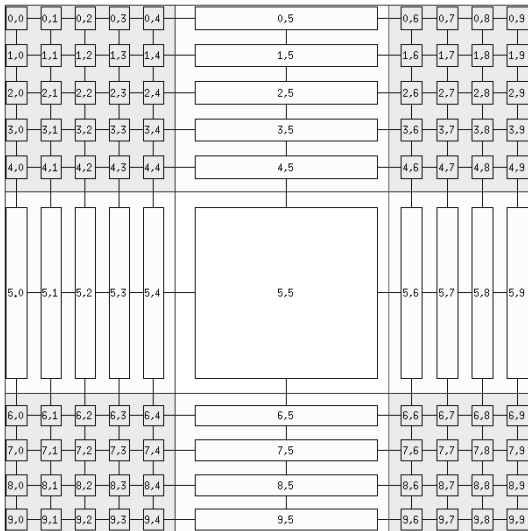 0,0 0,1 0,2 0,3 0,4 0,5 0,6 0,7 0,8 0,9
1,0 1,1 1,2 1,3 1,4 1,5 1,6 1,7 1,8 1,9
2,0 2,1 2,2 2,3 2,4 2,5 2,6 2,7 2,8 2,9
3,0 3,1 3,2 3,3 3,4 3,5 3,6 3,7 3,8 3,9
4,0 4,1 4,2 4,3 4,4 4,5 4,6 4,7 4,8 4,9
5,0 5,1 5,2 5,3 5,4 5,5 5,6 5,7 5,8 5,9
6,0 6,1 6,2 6,3 6,4 6,5 6,6 6,7 6,8 6,9
7,0 7,1 7,2 7,3 7,4 7,5 7,6 7,7 7,8 7,9
8,0 8,1 8,2 8,3 8,4 8,5 8,6 8,7 8,8 8,9
9,0 9,1 9,2 9,3 9,4 9,5 9,6 9,7 9,8 9,9